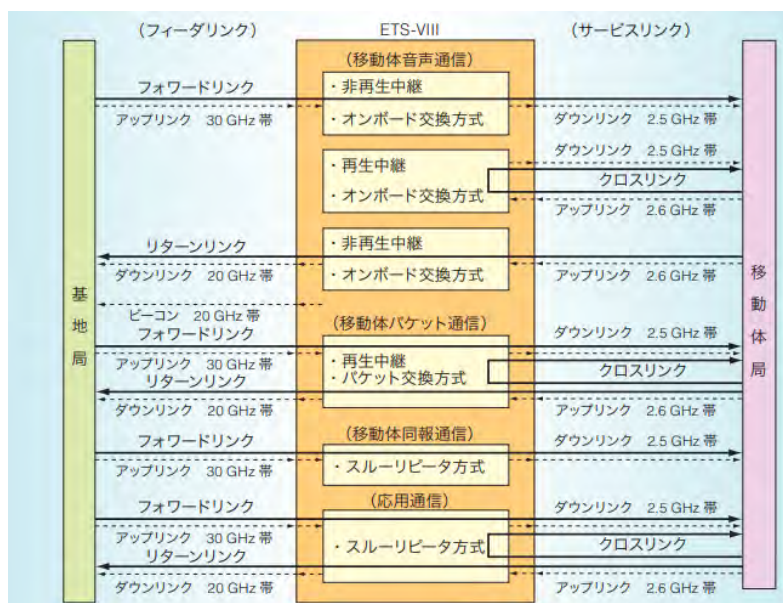 (フィーダリンク)
ETS-VIII
(サービスリンク)
(移動体音声通信)
フォワードリンク
・非再生中継
アップリンク 30 GHz 帯
・オンボード交換方式
ダウンリンク 2.5 GHz 帯
ダウンリンク 2.5 GHz 帯
・再生中継
クロスリンク
・オンボード交換方式
アップリンク 2.6 GHz 帯
リターンリンク
・非再生中継
ダウンリンク 20 GHz 帯
・オンボード交換方式
アップリンク 2.6 GHz 帯
基地局
移動体局
ビーコン 20 GHz 帯
(移動体パケット通信)
フォワードリンク
ダウンリンク 2.5 GHz 帯
アップリンク 30 GHz 帯
・再生中継
クロスリンク
リターンリンク
・パケット交換方式
ダウンリンク 20 GHz 帯
アップリンク 2.6 GHz 帯
(移動体同報通信)
フォワードリンク
ダウンリンク 2.5 GHz 帯
アップリンク 30 GHz 帯
・スルーリピータ方式
(応用通信)
フォワードリンク
ダウンリンク 2.5 GHz 帯
アップリンク 30 GHz 帯
・スルーリピータ方式
クロスリンク
リターンリンク
ダウンリンク 20 GHz 帯
アップリンク 2.6 GHz 帯